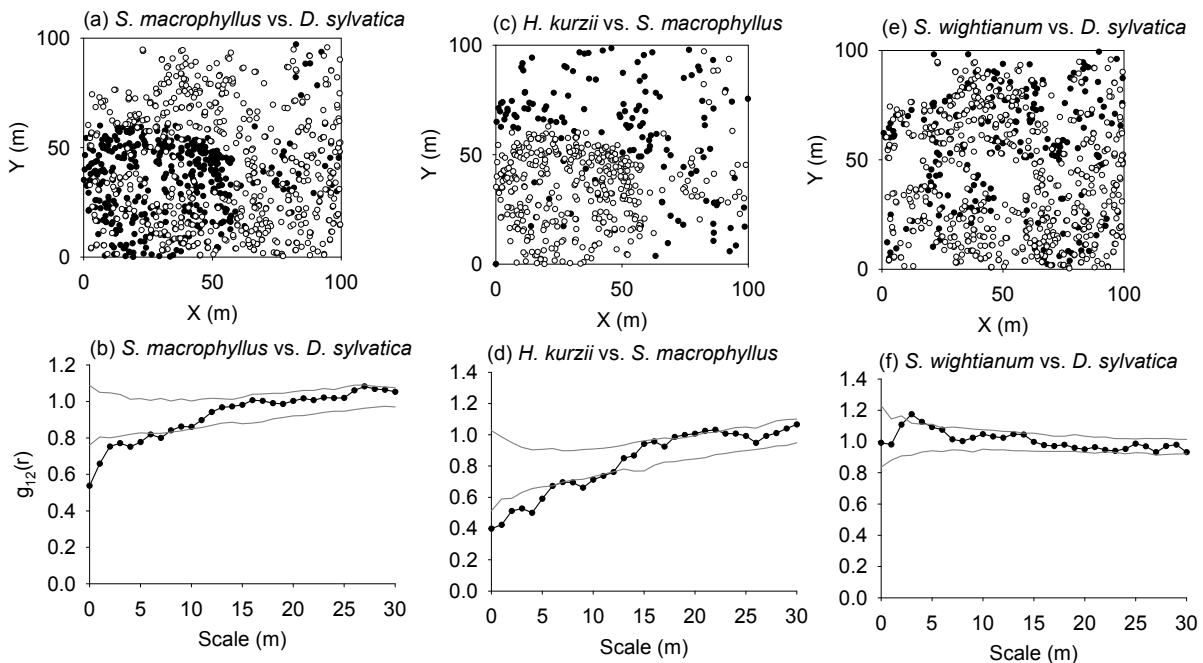 (a) S. macrophyllus vs. D. sylvatica
100
50
0
Y (m)
0 50 100
X (m)
(c) H. kurzii vs. S. macrophyllus
100
50
0
Y (m)
0 50 100
X (m)
(e) S. wightianum vs. D. sylvatica
100
50
0
Y (m)
0 50 100
X (m)
(b) S. macrophyllus vs. D. sylvatica
1.2
1.0
0.8
0.6
0.4
0.2
0.0
g12(r)
0 5 10 15 20 25 30
Scale (m)
(d) H. kurzii vs. S. macrophyllus
1.4
1.2
1.0
0.8
0.6
0.4
0.2
0.0
0 5 10 15 20 25 30
Scale (m)
(f) S. wightianum vs. D. sylvatica
1.4
1.2
1.0
0.8
0.6
0.4
0.2
0.0
0 5 10 15 20 25 30
Scale (m)